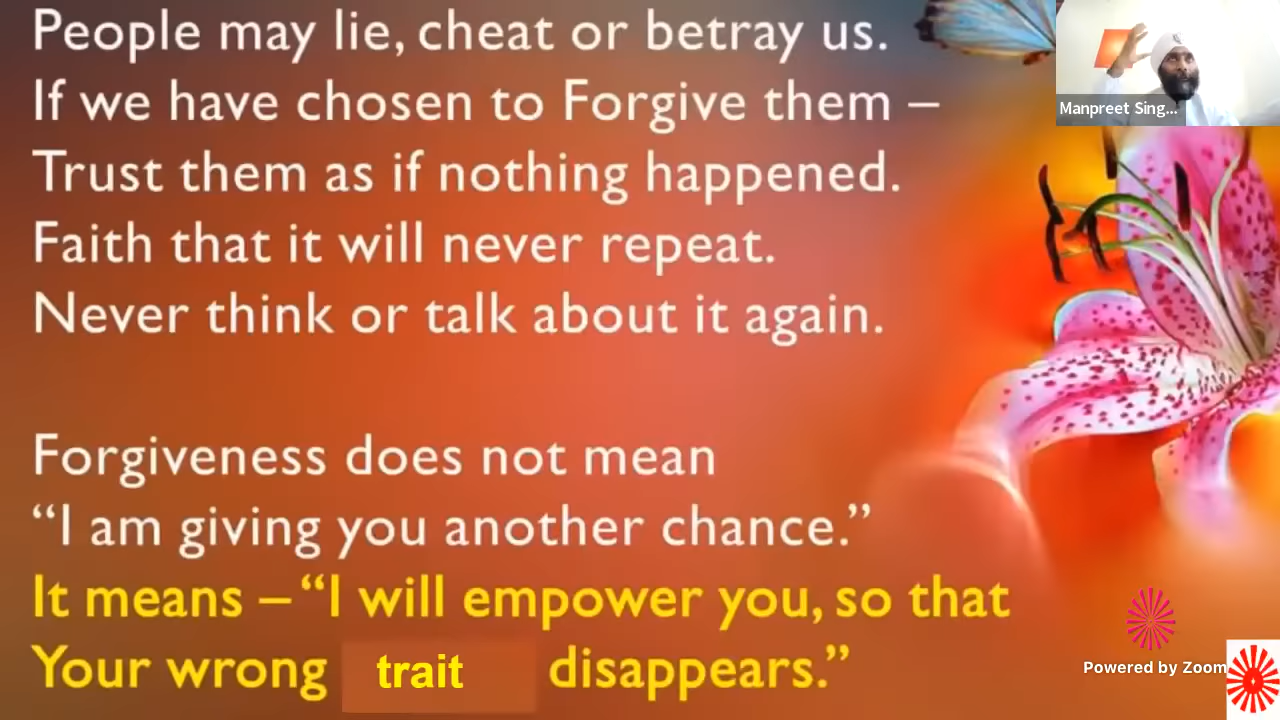 People may lie, cheat or betray us.
If we have chosen to Forgive them –
Trust them as if nothing happened.
Faith that it will never repeat.
Never think or talk about it again.
Forgiveness does not mean
“I am giving you another chance.”
It means – “I will empower you, so that
Your wrong trait disappears.”
Manpreet Sing...
Powered by Zoom